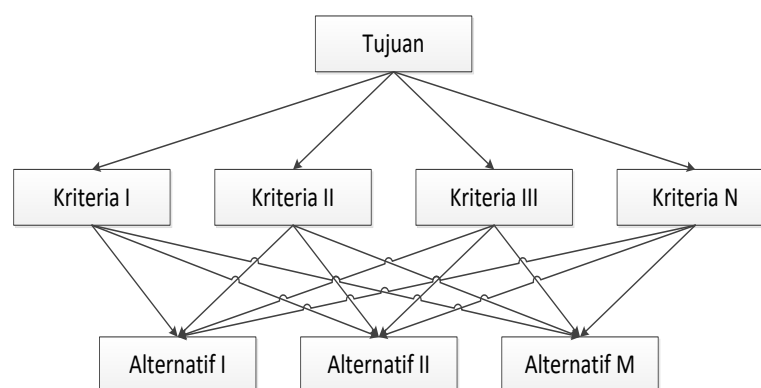 Tujuan
Kriteria I
Kriteria II
Kriteria III
Kriteria N
Alternatif I
Alternatif II
Alternatif M